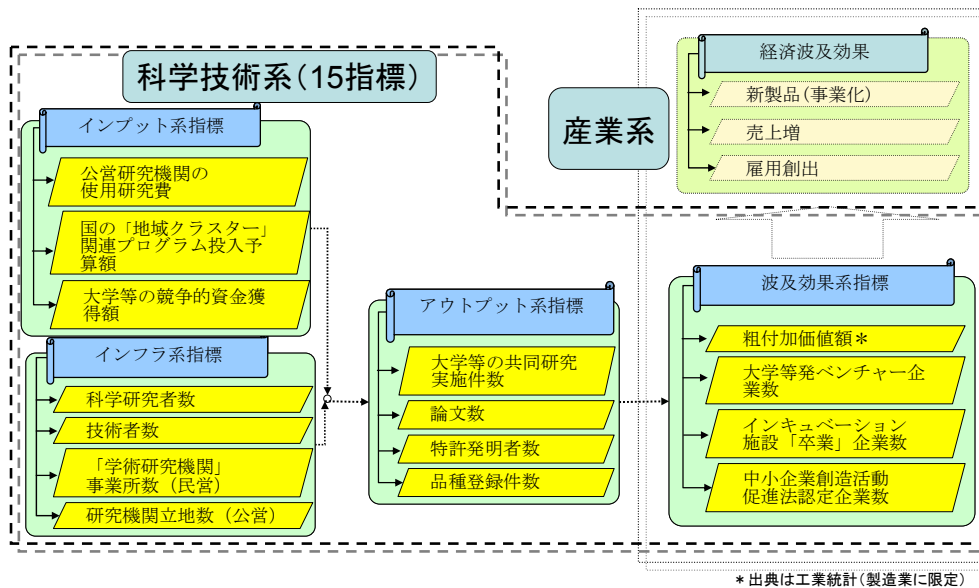 科学技術系(15指標)
インプット系指標
公営研究機関の
使用研究費
国の「地域クラスター」
関連プログラム投入予
算額
大学等の競争的資金獲
得額
インフラ系指標
科学研究者数
技術者数
「学術研究機関」
事業所数(民営)
研究機関立地数(公営)
アウトプット系指標
大学等の共同研究
実施件数
論文数
特許発明者数
品種登録件数
産業系
経済波及効果
新製品(事業化)
売上増
雇用創出
波及効果系指標
粗付加価値額*
大学等発ベンチャー企
業数
インキュベーション
施設「卒業」企業数
中小企業創造活動
促進法認定企業数
*出典は工業統計(製造業に限定)